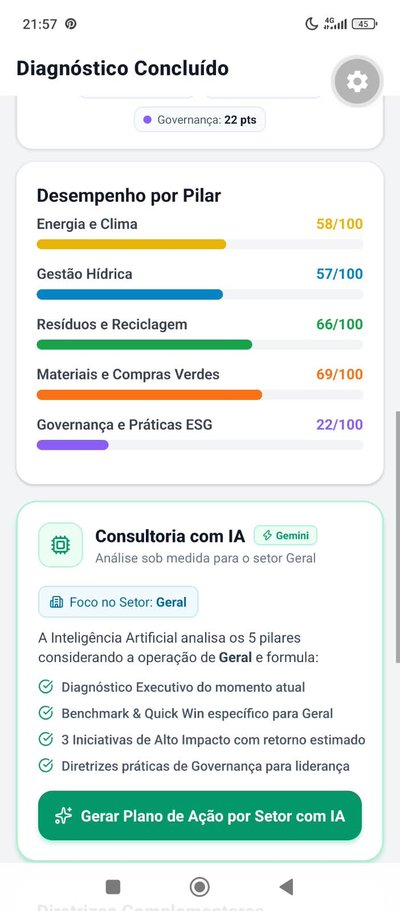 21:57
4G
45
Diagnóstico Concluído
Governança: 22 pts
Desempenho por Pilar
Energia e Clima 58/100
Gestão Hídrica 57/100
Resíduos e Reciclagem 66/100
Materiais e Compras Verdes 69/100
Governança e Práticas ESG 22/100
Consultoria com IA Gemini
Análise sob medida para o setor Geral
Foco no Setor: Geral
A Inteligência Artificial analisa os 5 pilares
considerando a operação de Geral e formula:
Diagnóstico Executivo do momento atual
Benchmark & Quick Win específico para Geral
3 Iniciativas de Alto Impacto com retorno estimado
Diretrizes práticas de Governança para liderança
Gerar Plano de Ação por Setor com IA
Diretrizes Complementares